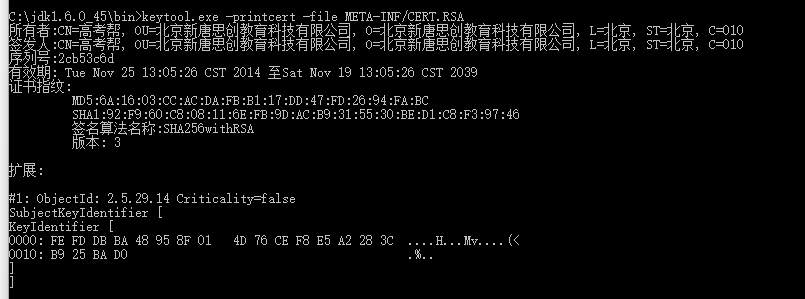 C:\jdk1.6.0_45\bin>keytool.exe -printcert -file META-INF/CERT.RSA
所有者:CN=高考帮, OU=北京新唐思创教育科技有限公司, O=北京新唐思创教育科技有限公司, L=北京, ST=北京, C=010
签发人:CN=高考帮, OU=北京新唐思创教育科技有限公司, O=北京新唐思创教育科技有限公司, L=北京, ST=北京, C=010
序列号:2cb53c6d
有效期: Tue Nov 25 13:05:26 CST 2014 至Sat Nov 19 13:05:26 CST 2039
证书指纹:
MD5:6A:16:03:CC:AC:DA:FB:B1:17:DD:47:FD:26:94:FA:BC
SHA1:92:F9:60:C8:08:11:6E:FB:9D:AC:B9:31:55:30:BE:D1:C8:F3:97:46
签名算法名称:SHA256withRSA
版本: 3
扩展:
#1: ObjectId: 2.5.29.14 Criticality=false
SubjectKeyIdentifier [
KeyIdentifier [
0000: FE FD DB BA 48 95 8F 01   4D 76 CE F8 E5 A2 28 3C  ....H...Mv....(<
0010: B9 25 BA D0                                        .%..
]
]